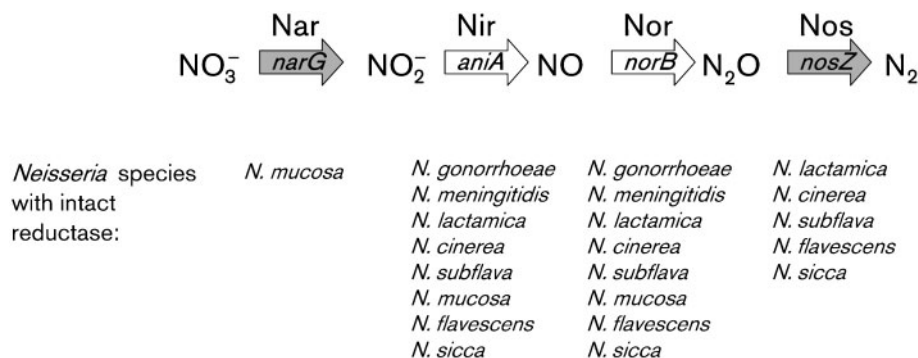 Nar Nir Nor Nos
NO₃⁻ narG NO₂⁻ aniA NO norB N₂O nosZ N₂
Neisseria species with intact reductase:
N. mucosa
N. gonorrhoeae
N. meningitidis
N. lactamica
N. cinerea
N. subflava
N. mucosa
N. flavescens
N. sicca
N. gonorrhoeae
N. meningitidis
N. lactamica
N. cinerea
N. subflava
N. mucosa
N. flavescens
N. sicca
N. lactamica
N. cinerea
N. subflava
N. flavescens
N. sicca